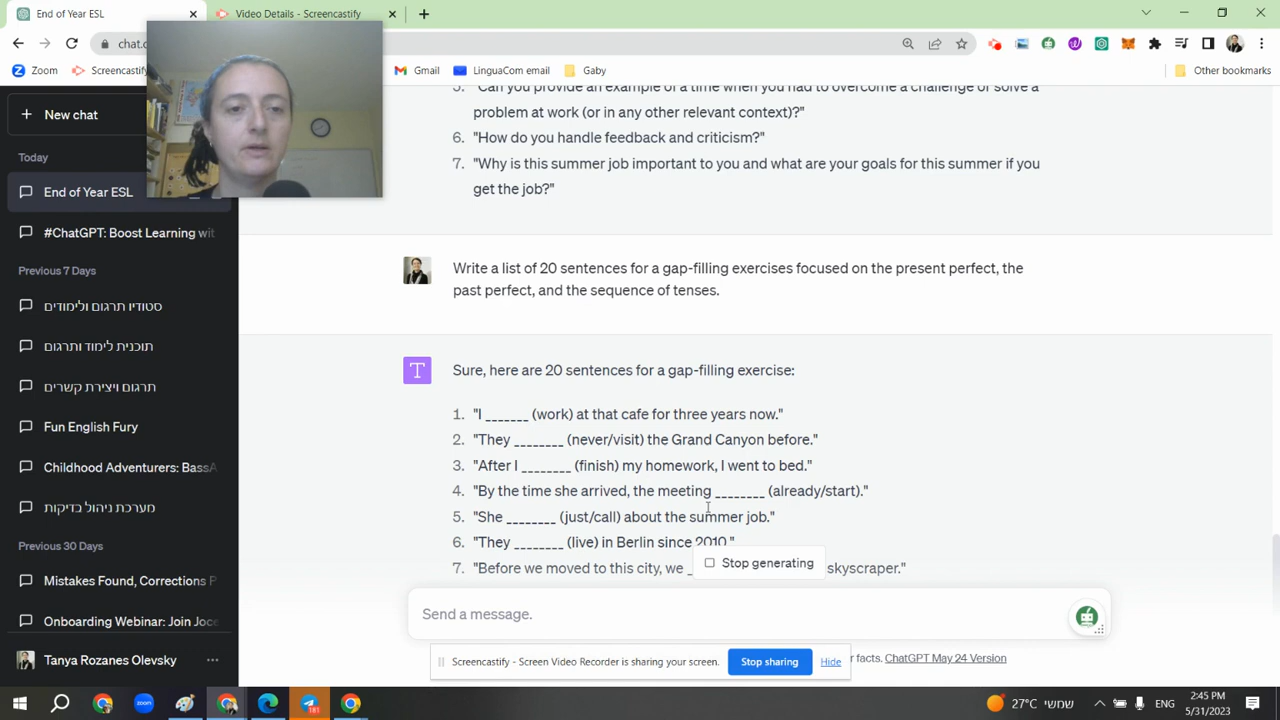 End of Year ESL
Video Details - Screencastify
chat.o
Zoom
Screencastify
Gmail
LinguaCom email
Gaby
Other bookmarks
New chat
Today
End of Year ESL
#ChatGPT: Boost Learning wit
Previous 7 Days
סטודיו תרגום ולימודים
תוכנית לימוד ותרגום
תרגום ויצירת קשרים
Fun English Fury
Childhood Adventures: BassA
מערכת ניהול בדיקות
Previous 30 Days
Mistakes Found, Corrections P
Onboarding Webinar: Join Joce
Tanya Rozanes Olevsky
5. "Can you provide an example of a time when you had to overcome a challenge or solve a
problem at work (or in any other relevant context)?"
6. "How do you handle feedback and criticism?"
7. "Why is this summer job important to you and what are your goals for this summer if you
get the job?"
Write a list of 20 sentences for a gap-filling exercises focused on the present perfect, the
past perfect, and the sequence of tenses.
T
Sure, here are 20 sentences for a gap-filling exercise:
1. "I _______ (work) at that cafe for three years now."
2. "They ________ (never/visit) the Grand Canyon before."
3. "After I ________ (finish) my homework, I went to bed."
4. "By the time she arrived, the meeting ________ (already/start)."
5. "She ________ (just/call) about the summer job."
6. "They ________ (live) in Berlin since 2010."
7. "Before we moved to this city, we _ skyscraper."
Stop generating
Send a message.
Screencastify - Screen Video Recorder is sharing your screen.
Stop sharing
Hide
r facts. ChatGPT May 24 Version
181
27°C שמשי
ENG
2:45 PM
5/31/2023